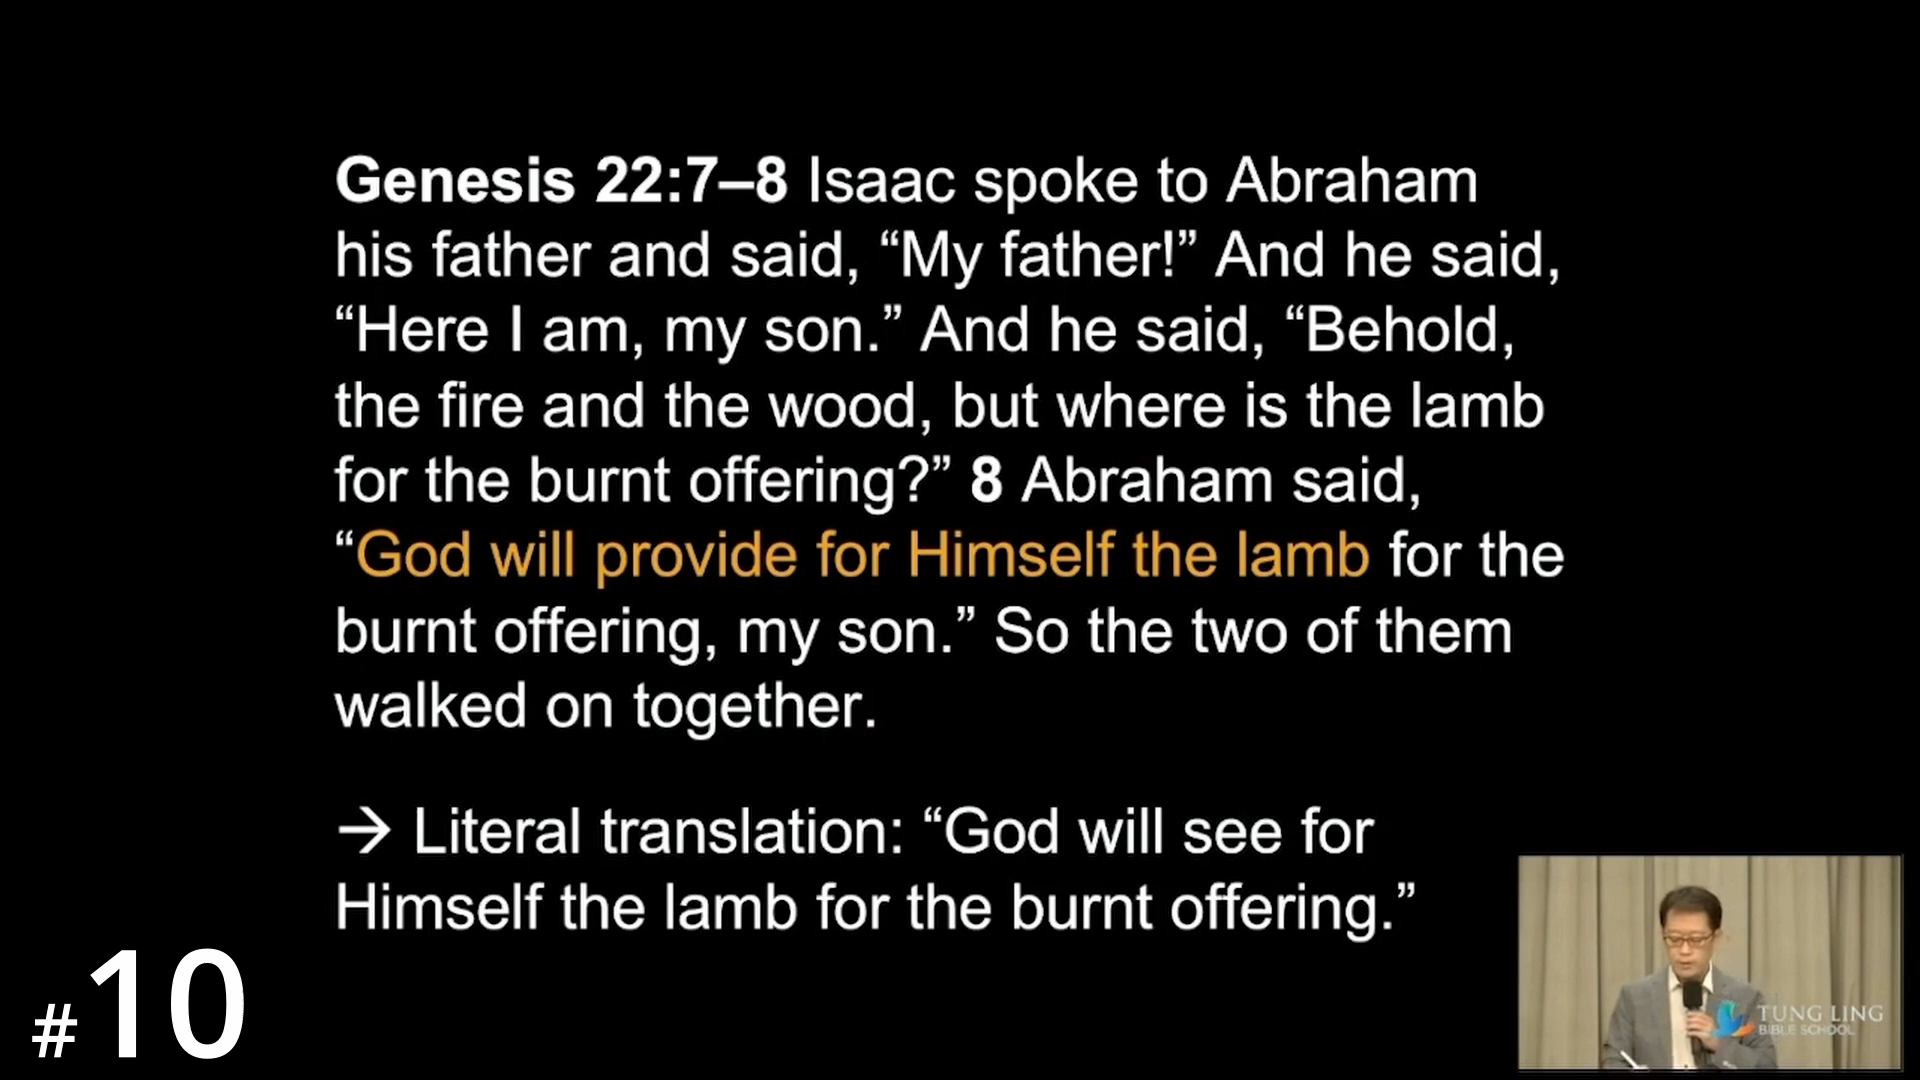 Genesis 22:7–8 Isaac spoke to Abraham
his father and said, “My father!” And he said,
“Here I am, my son.” And he said, “Behold,
the fire and the wood, but where is the lamb
for the burnt offering?” 8 Abraham said,
“God will provide for Himself the lamb for the
burnt offering, my son.” So the two of them
walked on together.
→ Literal translation: “God will see for
Himself the lamb for the burnt offering.”
#10
TUNG LING
BIBLE SCHOOL